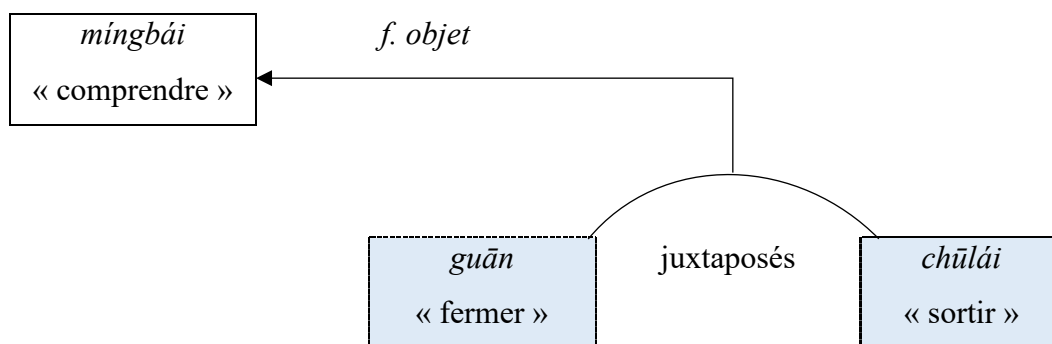 míngbái
« comprendre »
f. objet
guān
« fermer »
juxtaposés
chūlái
« sortir »